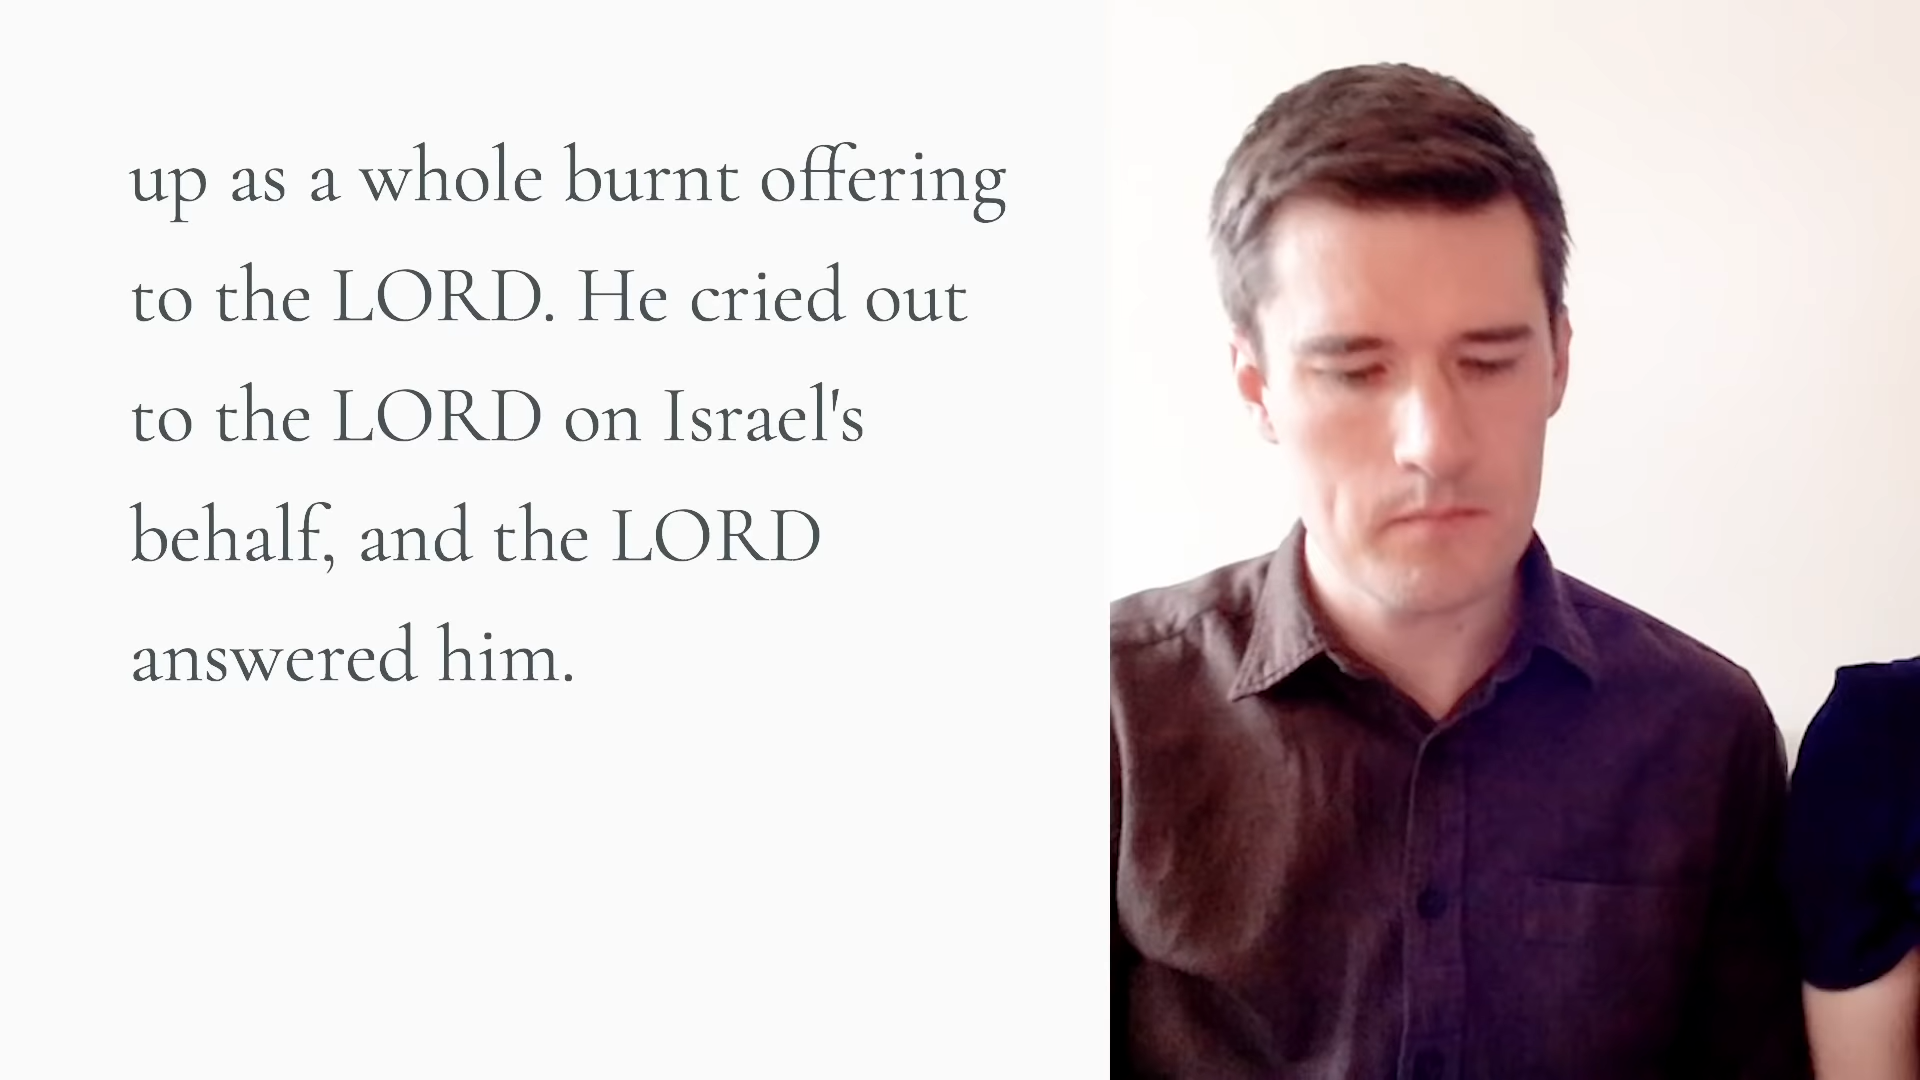 up as a whole burnt offering
to the LORD. He cried out
to the LORD on Israel's
behalf, and the LORD
answered him.